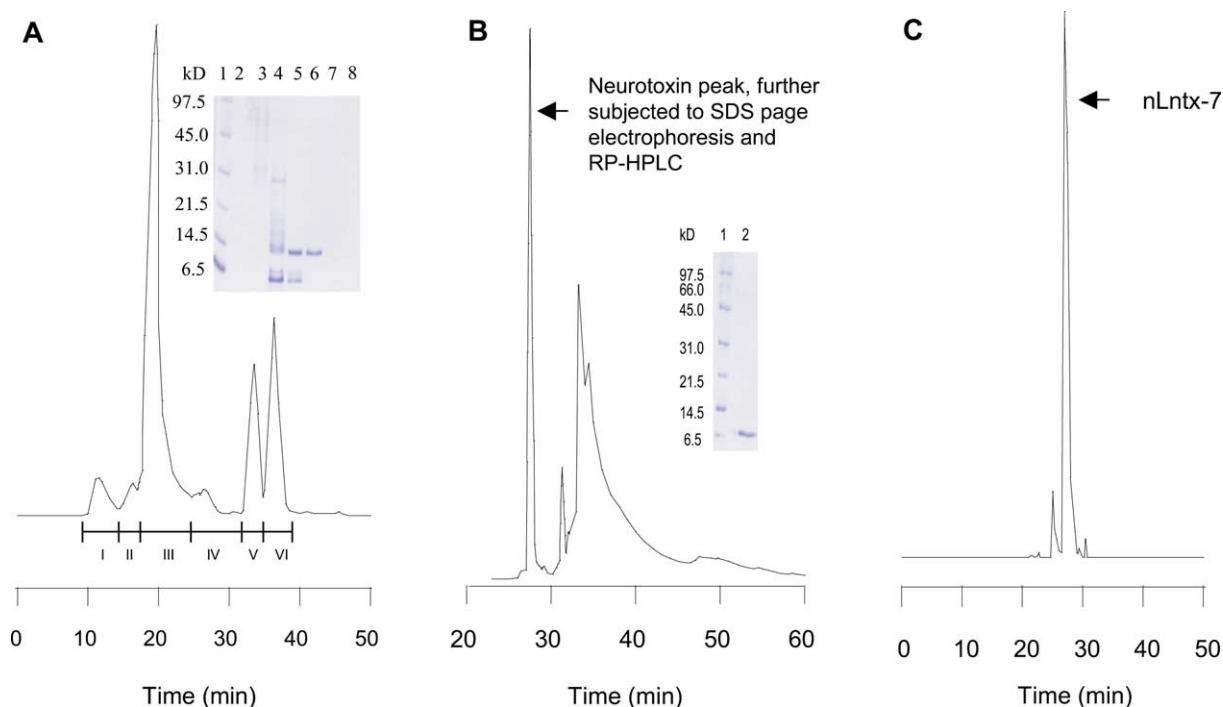 A
kD 1 2 3 4 5 6 7 8
97.5
45.0
31.0
21.5
14.5
6.5
I II III IV V VI
0 10 20 30 40 50
Time (min)
B
Neurotoxin peak, further
subjected to SDS page
electrophoresis and
RP-HPLC
kD 1 2
97.5
66.0
45.0
31.0
21.5
14.5
6.5
20 30 40 50 60
Time (min)
C
nLntx-7
0 10 20 30 40 50
Time (min)